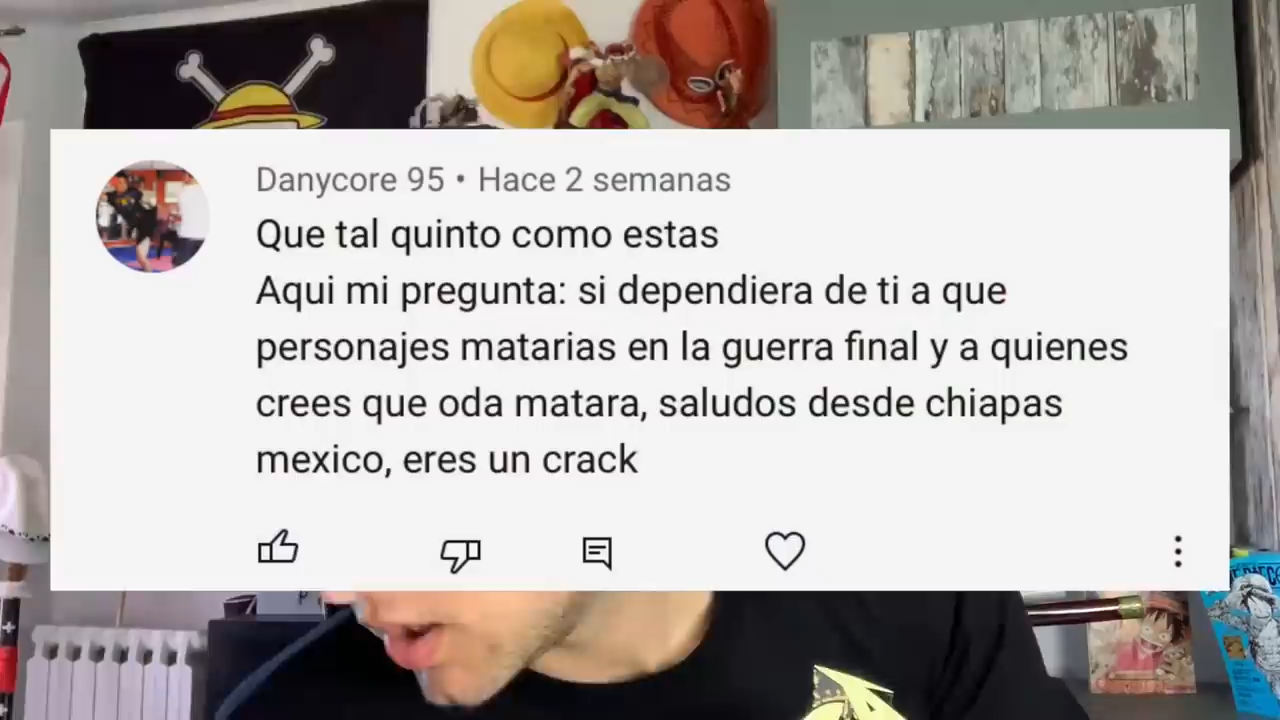 Danycore 95 • Hace 2 semanas
Que tal quinto como estas
Aqui mi pregunta: si dependiera de ti a que
personajes matarias en la guerra final y a quienes
crees que oda matara, saludos desde chiapas
mexico, eres un crack